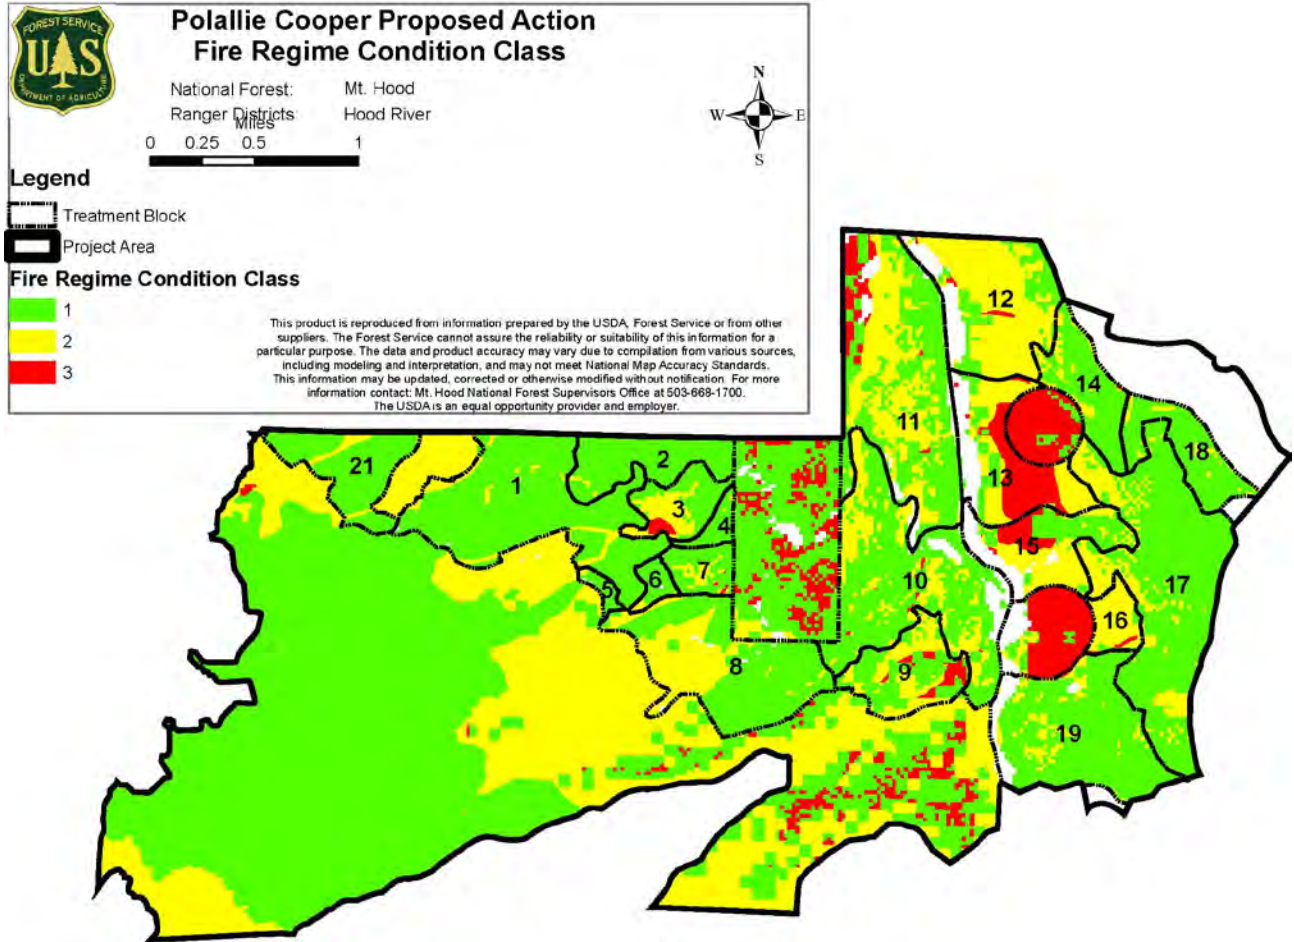 FOREST SERVICE
UAS
DEPARTMENT OF AGRICULTURE
Polallie Cooper Proposed Action
Fire Regime Condition Class
National Forest: Mt. Hood
Ranger Districts: Hood River
Miles
0 0.25 0.5 1
N
W E
S
Legend
Treatment Block
Project Area
Fire Regime Condition Class
1
2
3
This product is reproduced from information prepared by the USDA, Forest Service or from other
suppliers. The Forest Service cannot assure the reliability or suitability of this information for a
particular purpose. The data and product accuracy may vary due to compilation from various sources,
including modeling and interpretation, and may not meet National Map Accuracy Standards.
This information may be updated, corrected or otherwise modified without notification. For more
information contact: Mt. Hood National Forest Supervisors Office at 503-668-1700.
The USDA is an equal opportunity provider and employer.
12
14
11
21
2
18
1
13
3
4
15
7
6
10
5
17
16
8
9
19